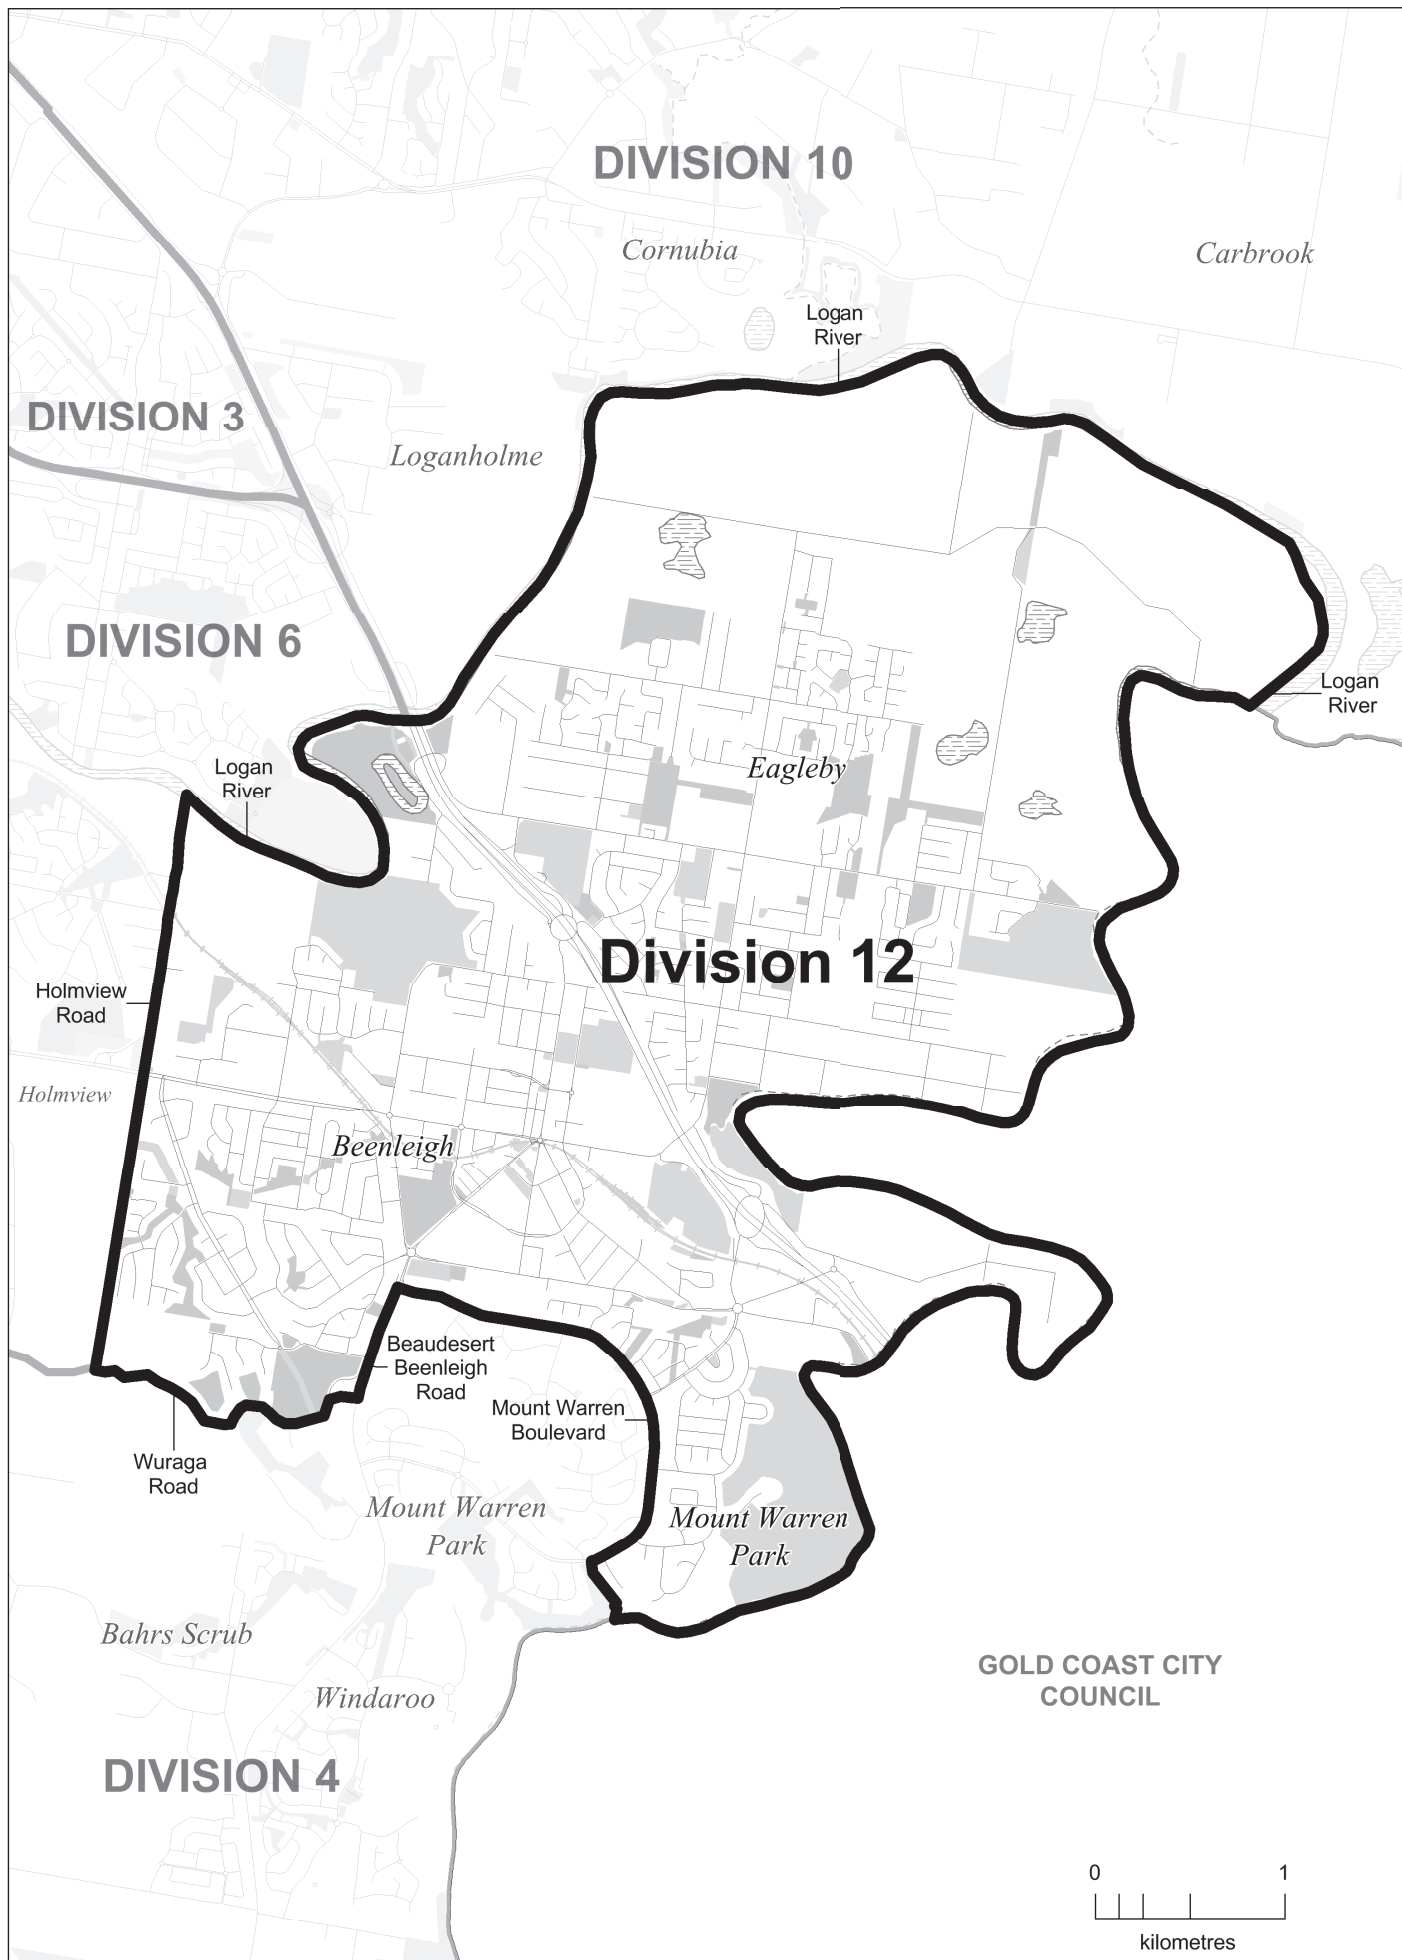 DIVISION 10
Cornubia
Carbrook
Logan
River
DIVISION 3
Loganholme
DIVISION 6
Logan
River
Logan
River
Eagleby
Division 12
Holmview
Road
Holmview
Beenleigh
Beaudesert
Beenleigh
Road
Mount Warren
Boulevard
Wuraga
Road
Mount Warren
Park
Mount Warren
Park
Bahrs Scrub
Windaroo
GOLD COAST CITY
COUNCIL
DIVISION 4
0 1
kilometres